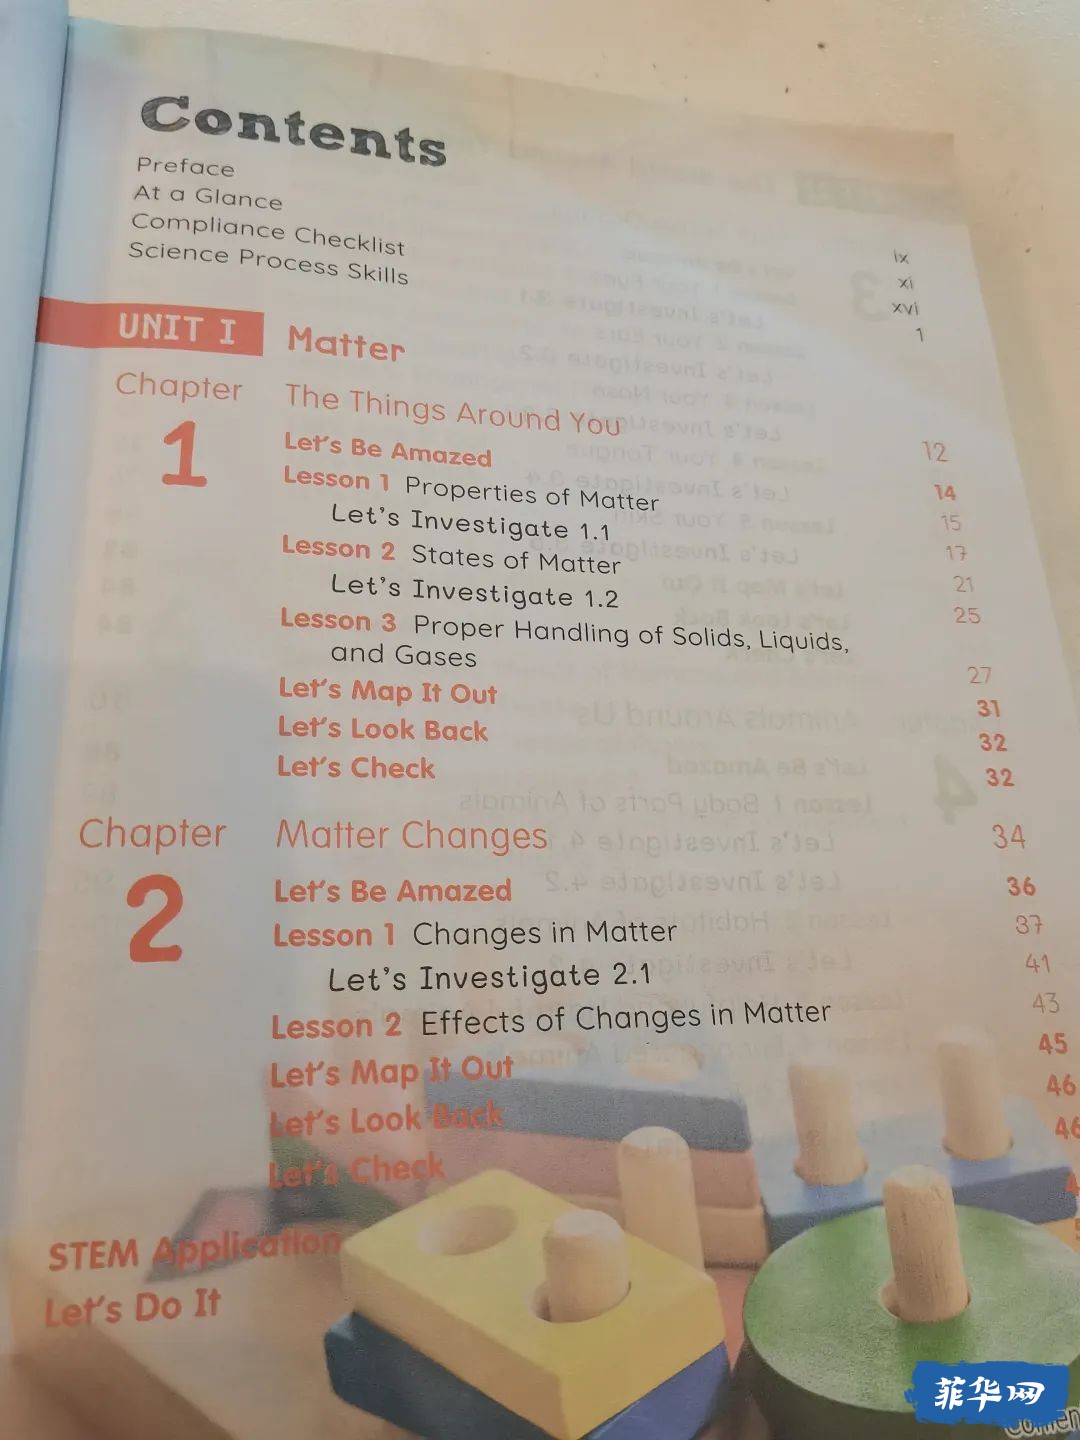 Contents
Preface ix
At a Glance xi
Compliance Checklist xvi
Science Process Skills 1
UNIT I Matter
Chapter 1 The Things Around You 12
Let's Be Amazed 14
Lesson 1 Properties of Matter 15
Let's Investigate 1.1 17
Lesson 2 States of Matter 21
Let's Investigate 1.2 25
Lesson 3 Proper Handling of Solids, Liquids,
and Gases 27
Let's Map It Out 31
Let's Look Back 32
Let's Check 32
Chapter 2 Matter Changes 34
Let's Be Amazed 36
Lesson 1 Changes in Matter 37
Let's Investigate 2.1 41
Lesson 2 Effects of Changes in Matter 43
Let's Map It Out 45
Let's Look Back 46
Let's Check 46
STEM Application
Let's Do It
菲华网